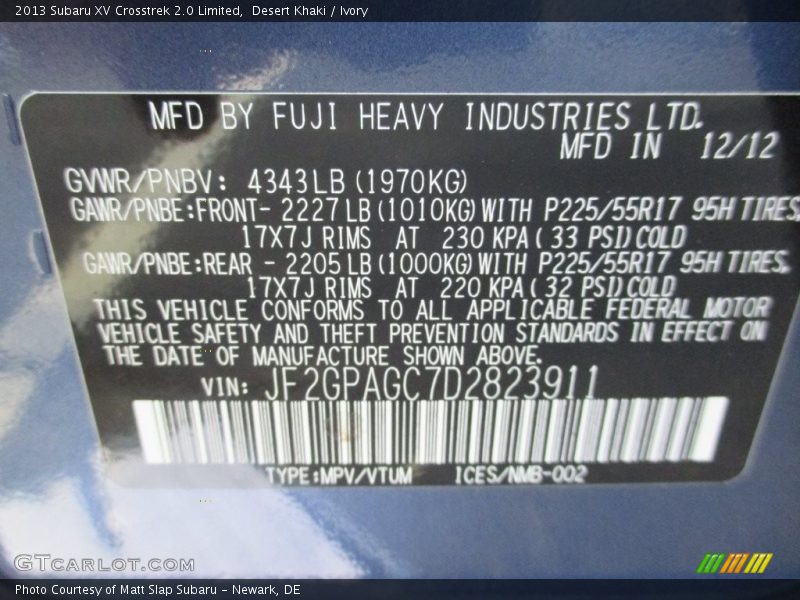 2013 Subaru XV Crosstrek 2.0 Limited,  Desert Khaki / Ivory
MFD BY FUJI HEAVY INDUSTRIES LTD.
MFD IN 12/12
GVWR/PNBV: 4343LB (1970KG)
GAWR/PNBE:FRONT- 2227LB(1010KG)WITH P225/55R17 95H TIRES
17X7J RIMS AT 230 KPA(33 PSI)COLD
GAWR/PNBE:REAR - 2205LB(1000KG)WITH P225/55R17 95H TIRES.
17X7J RIMS AT 220 KPA(32 PSI)COLD
THIS VEHICLE CONFORMS TO ALL APPLICABLE FEDERAL MOTOR
VEHICLE SAFETY AND THEFT PREVENTION STANDARDS IN EFFECT ON
THE DATE OF MANUFACTURE SHOWN ABOVE.
VIN: JF2GPAGC7D2823911
TYPE:MPV/VTUM ICES/NMB-002
GTCARLOT.COM
Photo Courtesy of Matt Slap Subaru - Newark, DE